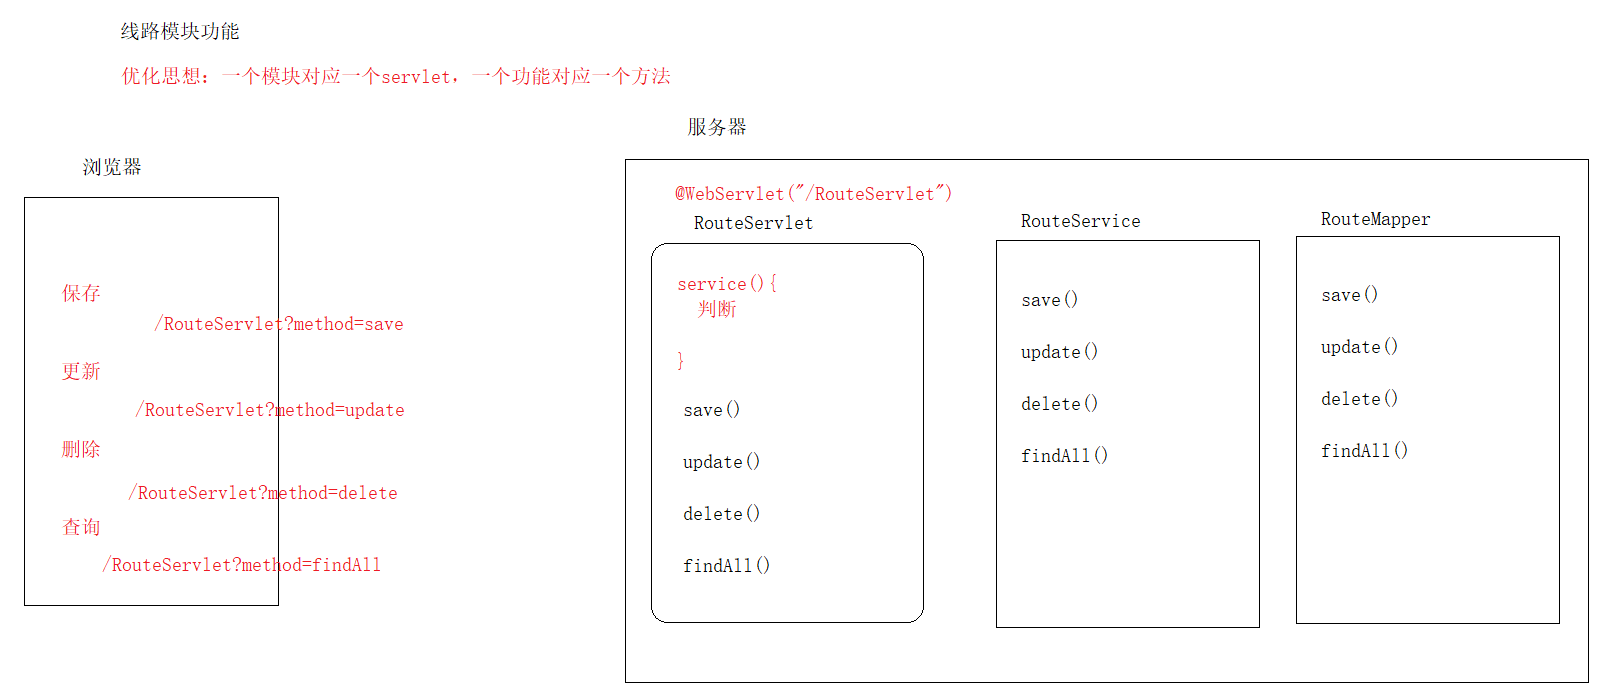 线路模块功能
优化思想：一个模块对应一个servlet，一个功能对应一个方法
浏览器
保存
/RouteServlet?method=save
更新
/RouteServlet?method=update
删除
/RouteServlet?method=delete
查询
/RouteServlet?method=findAll
服务器
@WebServlet("/RouteServlet")
RouteServlet
service(){
判断
}
save()
update()
delete()
findAll()
RouteService
save()
update()
delete()
findAll()
RouteMapper
save()
update()
delete()
findAll()